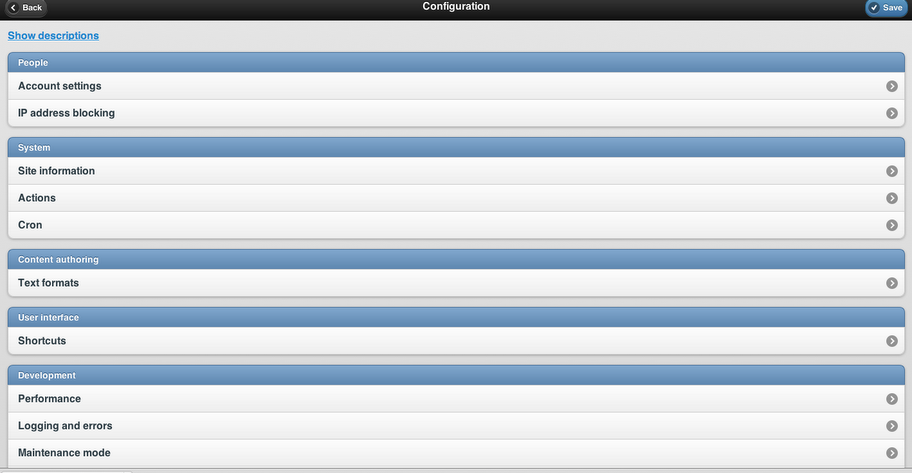 Back
Configuration
Save
Show descriptions
People
Account settings
IP address blocking
System
Site information
Actions
Cron
Content authoring
Text formats
User interface
Shortcuts
Development
Performance
Logging and errors
Maintenance mode